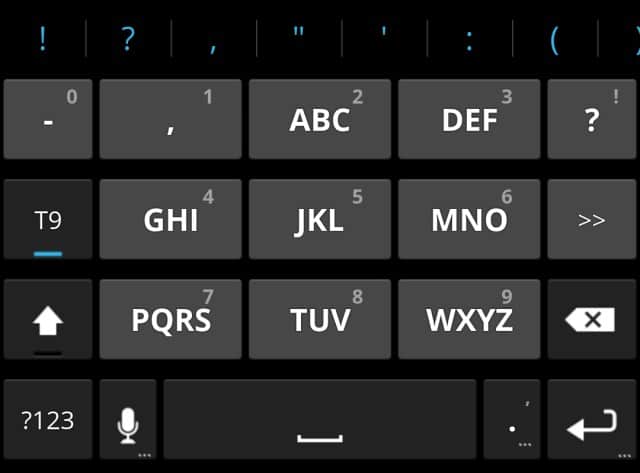 ! ? , " ' : ( )
0 1 2 3 !
- , ABC DEF ?
4 5 6
T9 GHI JKL MNO >>
7 8 9
PQRS TUV WXYZ
,
?123 ... . ... ...